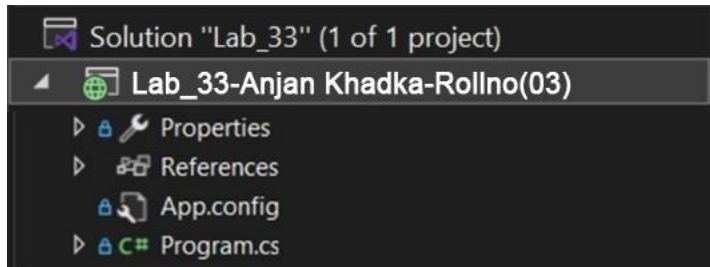 Solution "Lab_33" (1 of 1 project)
Lab_33-Anjan Khadka-Rollno(03)
Properties
References
App.config
C# Program.cs